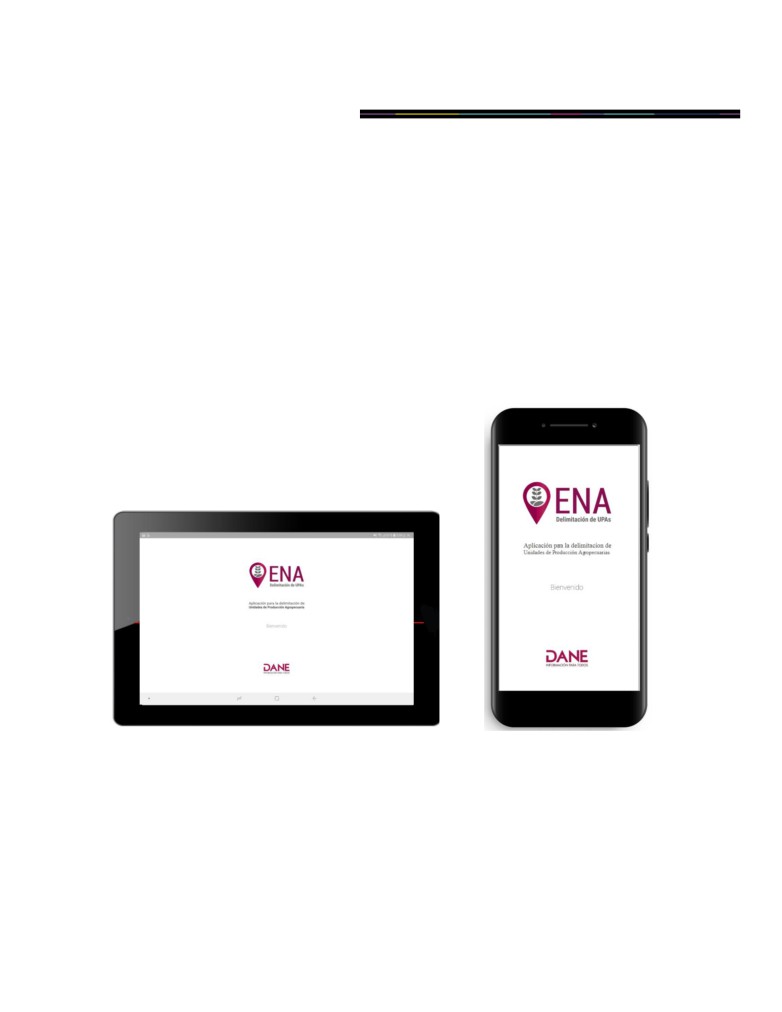 ENA
Delimitación de UPAs
Aplicación para la delimitación de
Unidades de Producción Agropecuaria
Bienvenido
DANE
INFORMACIÓN PARA TODOS
ENA
Delimitación de UPAs
Aplicación para la delimitacion de
Unidades de Producción Agropecuarias
Bienvenido
DANE
INFORMACIÓN PARA TODOS